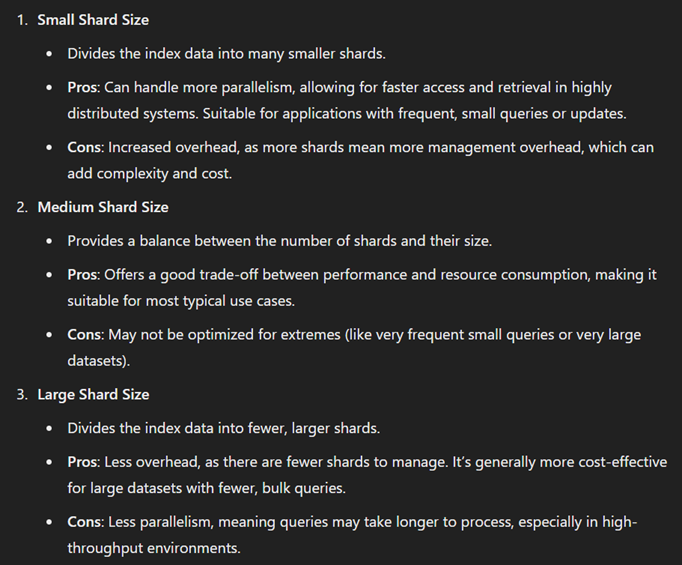 1. Small Shard Size
• Divides the index data into many smaller shards.
• Pros: Can handle more parallelism, allowing for faster access and retrieval in highly
distributed systems. Suitable for applications with frequent, small queries or updates.
• Cons: Increased overhead, as more shards mean more management overhead, which can
add complexity and cost.
2. Medium Shard Size
• Provides a balance between the number of shards and their size.
• Pros: Offers a good trade-off between performance and resource consumption, making it
suitable for most typical use cases.
• Cons: May not be optimized for extremes (like very frequent small queries or very large
datasets).
3. Large Shard Size
• Divides the index data into fewer, larger shards.
• Pros: Less overhead, as there are fewer shards to manage. It’s generally more cost-effective
for large datasets with fewer, bulk queries.
• Cons: Less parallelism, meaning queries may take longer to process, especially in high-
throughput environments.